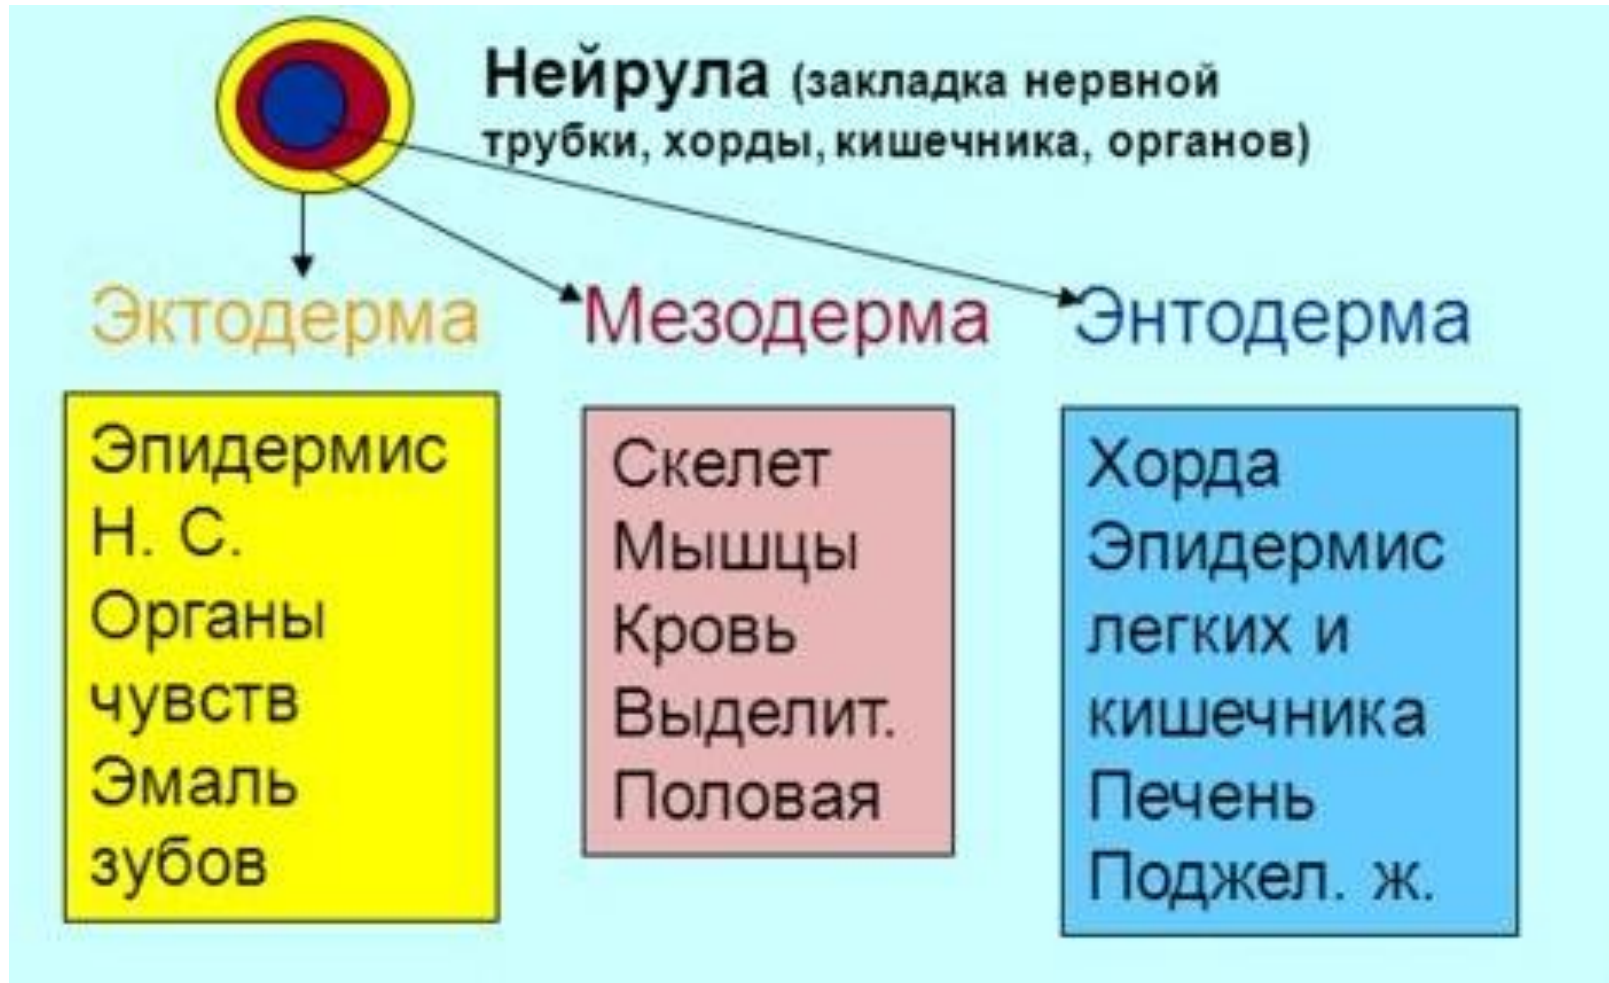 Нейрула (закладка нервной
трубки, хорды, кишечника, органов)
Эктодерма
Мезодерма
Энтодерма
Эпидермис
Н. С.
Органы
чувств
Эмаль
зубов
Скелет
Мышцы
Кровь
Выделит.
Половая
Хорда
Эпидермис
легких и
кишечника
Печень
Поджел. ж.